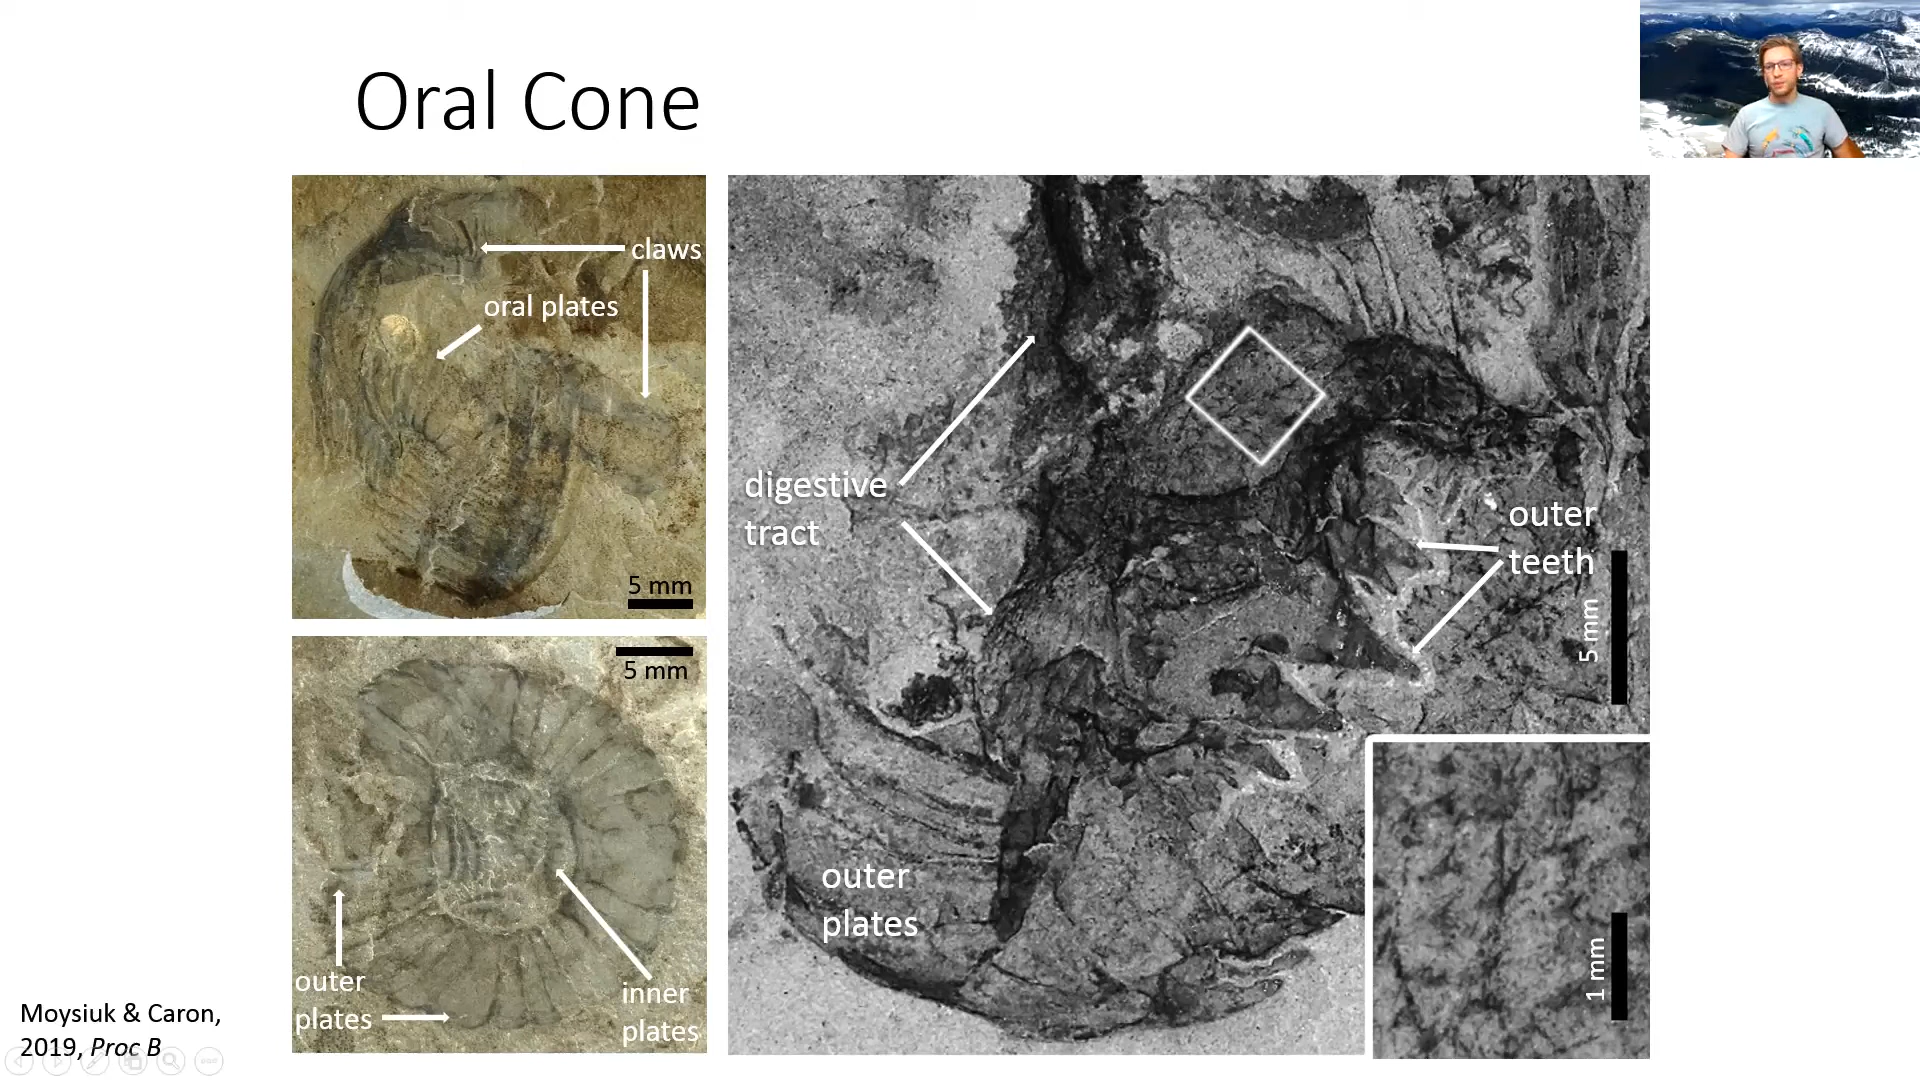 Oral Cone
claws
oral plates
5 mm
5 mm
outer
plates
inner
plates
digestive
tract
outer
teeth
5 mm
outer
plates
1 mm
Moysiuk & Caron,
2019, Proc B